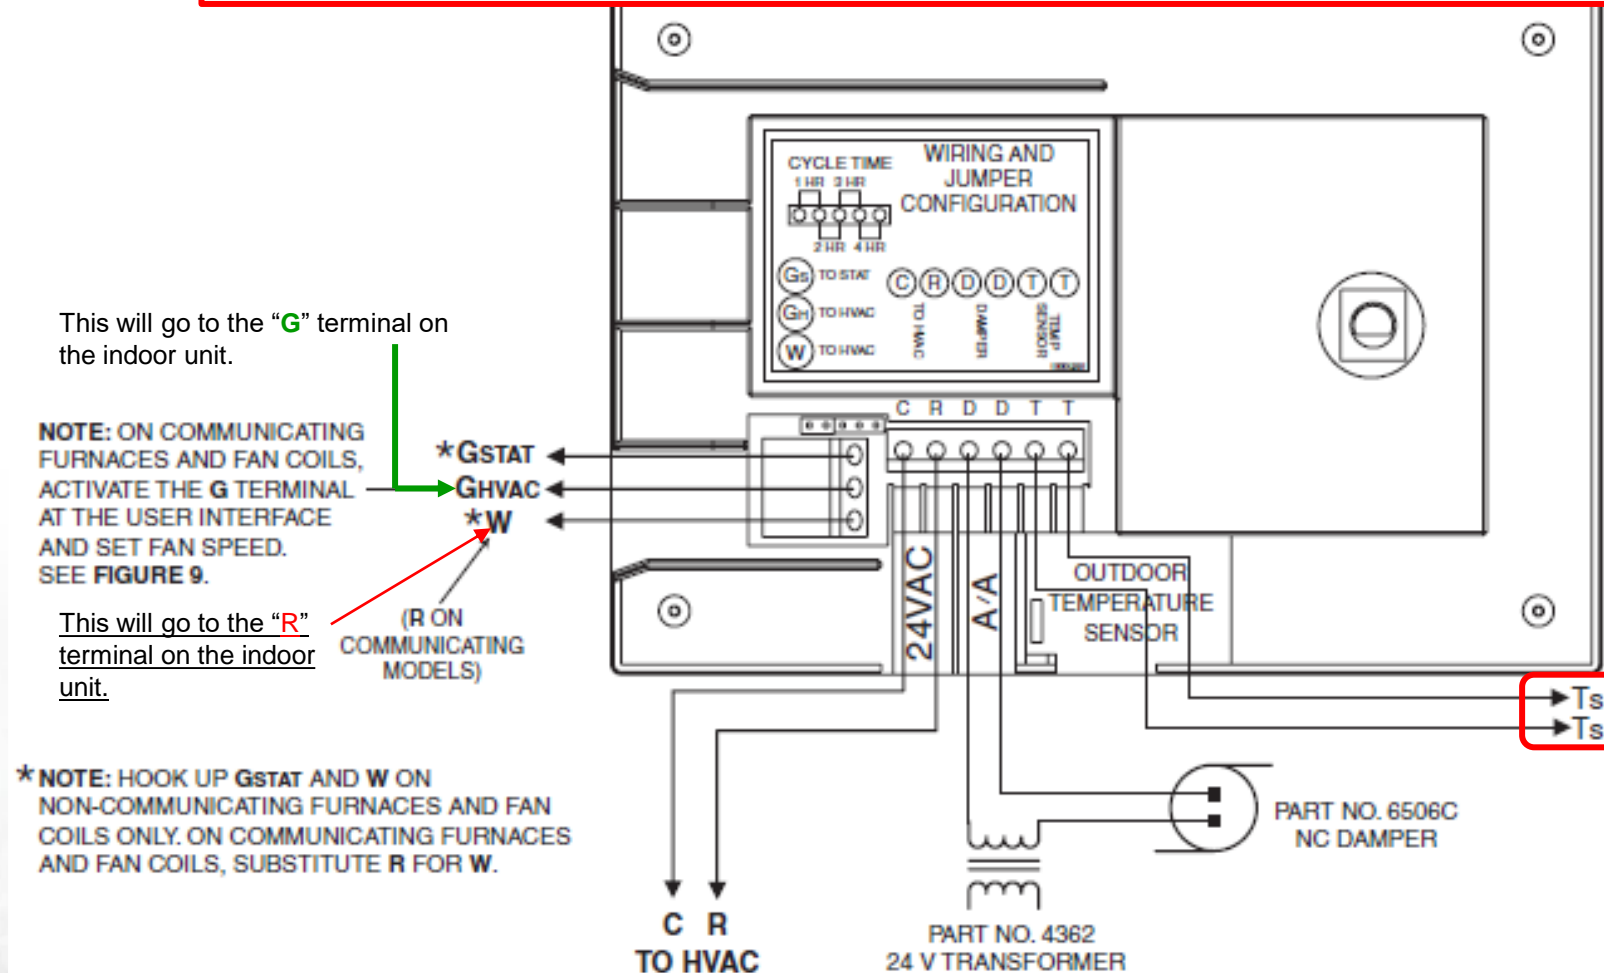 CYCLE TIME
1 HR 3 HR
2 HR 4 HR
WIRING AND
JUMPER
CONFIGURATION
GS TO STAT
GH TO HVAC
W TO HVAC
C R D D T T
TO HVAC
DAMPER
TEMP
SENSOR
This will go to the “G” terminal on
the indoor unit.
NOTE: ON COMMUNICATING
FURNACES AND FAN COILS,
ACTIVATE THE G TERMINAL
AT THE USER INTERFACE
AND SET FAN SPEED.
SEE FIGURE 9.
C R D D T T
*GSTAT
GHVAC
*W
This will go to the “R”
terminal on the indoor
unit.
(R ON
COMMUNICATING
MODELS)
24VAC
A/A
OUTDOOR
TEMPERATURE
SENSOR
Ts
Ts
*NOTE: HOOK UP GSTAT AND W ON
NON-COMMUNICATING FURNACES AND FAN
COILS ONLY. ON COMMUNICATING FURNACES
AND FAN COILS, SUBSTITUTE R FOR W.
PART NO. 6506C
NC DAMPER
C R
TO HVAC
PART NO. 4362
24 V TRANSFORMER